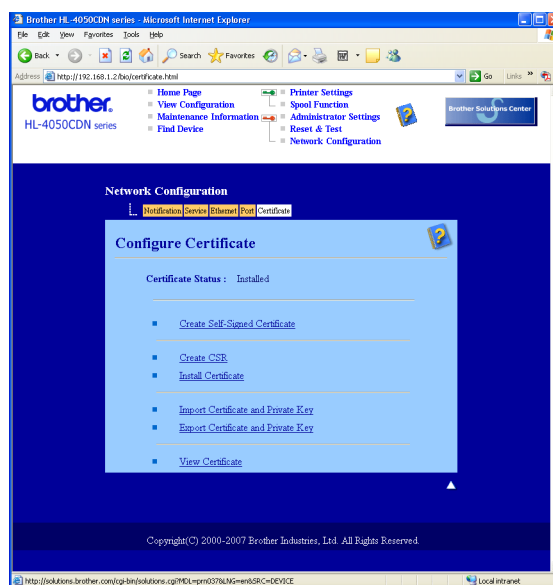 Brother HL-4050CDN series - Microsoft Internet Explorer
File Edit View Favorites Tools Help
Back Search Favorites
Address http://192.168.1.2/bio/certificate.html Go Links »
brother.
HL-4050CDN series
Home Page
View Configuration
Maintenance Information
Find Device
Printer Settings
Spool Function
Administrator Settings
Reset & Test
Network Configuration
Brother Solutions Center
Network Configuration
Notification Service Ethernet Port Certificate
Configure Certificate
Certificate Status : Installed
Create Self-Signed Certificate
Create CSR
Install Certificate
Import Certificate and Private Key
Export Certificate and Private Key
View Certificate
Copyright(C) 2000-2007 Brother Industries, Ltd. All Rights Reserved.
http://solutions.brother.com/cgi-bin/solutions.cgi?MDL=prn037&LNG=en&SRC=DEVICE Local intranet